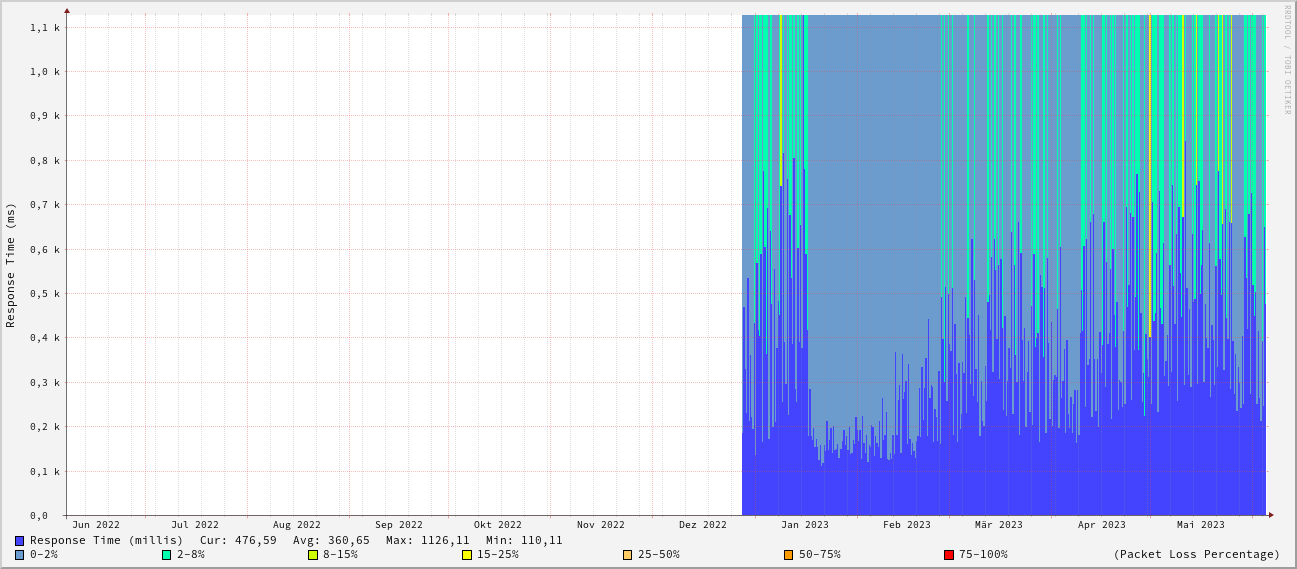 RRDTOOL / TOBI OETIKER
Response Time (ms)
1,1 k
1,0 k
0,9 k
0,8 k
0,7 k
0,6 k
0,5 k
0,4 k
0,3 k
0,2 k
0,1 k
0,0
Jun 2022 Jul 2022 Aug 2022 Sep 2022 Okt 2022 Nov 2022 Dez 2022 Jan 2023 Feb 2023 Mär 2023 Apr 2023 Mai 2023
Response Time (millis) Cur: 476,59 Avg: 360,65 Max: 1126,11 Min: 110,11
0-2% 2-8% 8-15% 15-25% 25-50% 50-75% 75-100% (Packet Loss Percentage)